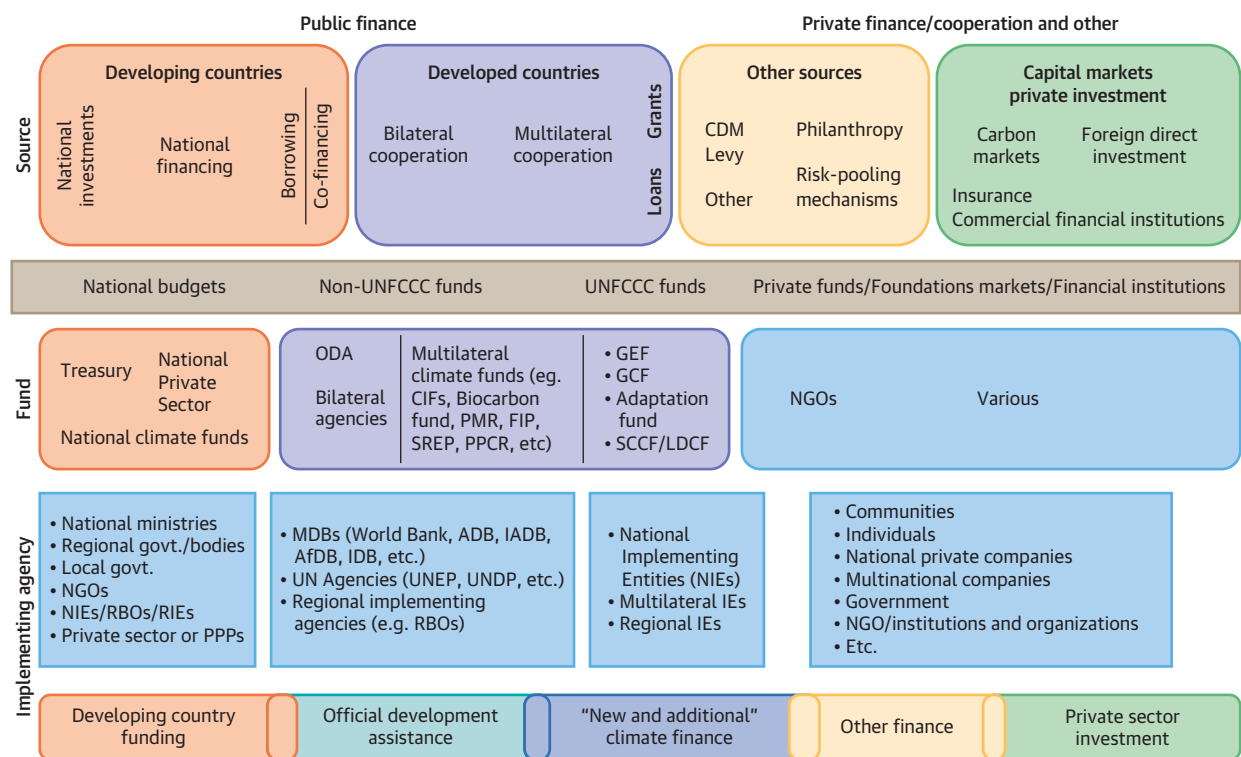 Public finance
Private finance/cooperation and other
Source
Developing countries
National
investments
National
financing
Borrowing
Co-financing
Developed countries
Bilateral
cooperation
Multilateral
cooperation
Loans Grants
Other sources
CDM
Levy
Other
Philanthropy
Risk-pooling
mechanisms
Capital markets
private investment
Carbon
markets
Foreign direct
investment
Insurance
Commercial financial institutions
National budgets
Non-UNFCCC funds
UNFCCC funds
Private funds/Foundations markets/Financial institutions
Fund
Treasury
National
Private
Sector
National climate funds
ODA
Bilateral
agencies
Multilateral
climate funds (eg.
CIFs, Biocarbon
fund, PMR, FIP,
SREP, PPCR, etc)
• GEF
• GCF
• Adaptation
fund
• SCCF/LDCF
NGOs
Various
Implementing agency
• National ministries
• Regional govt./bodies
• Local govt.
• NGOs
• NIEs/RBOs/RIEs
• Private sector or PPPs
• MDBs (World Bank, ADB, IADB,
AfDB, IDB, etc.)
• UN Agencies (UNEP, UNDP, etc.)
• Regional implementing
agencies (e.g. RBOs)
• National
Implementing
Entities (NIEs)
• Multilateral IEs
• Regional IEs
• Communities
• Individuals
• National private companies
• Multinational companies
• Government
• NGO/institutions and organizations
• Etc.
Developing country
funding
Official development
assistance
“New and additional”
climate finance
Other finance
Private sector
investment